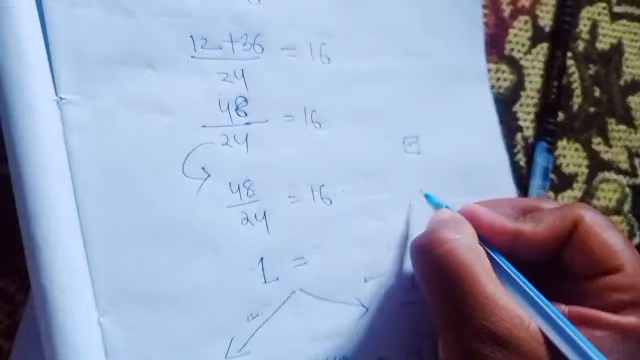 12+36/24 = 16
48/24 = 16
48/24 = 16
1 =